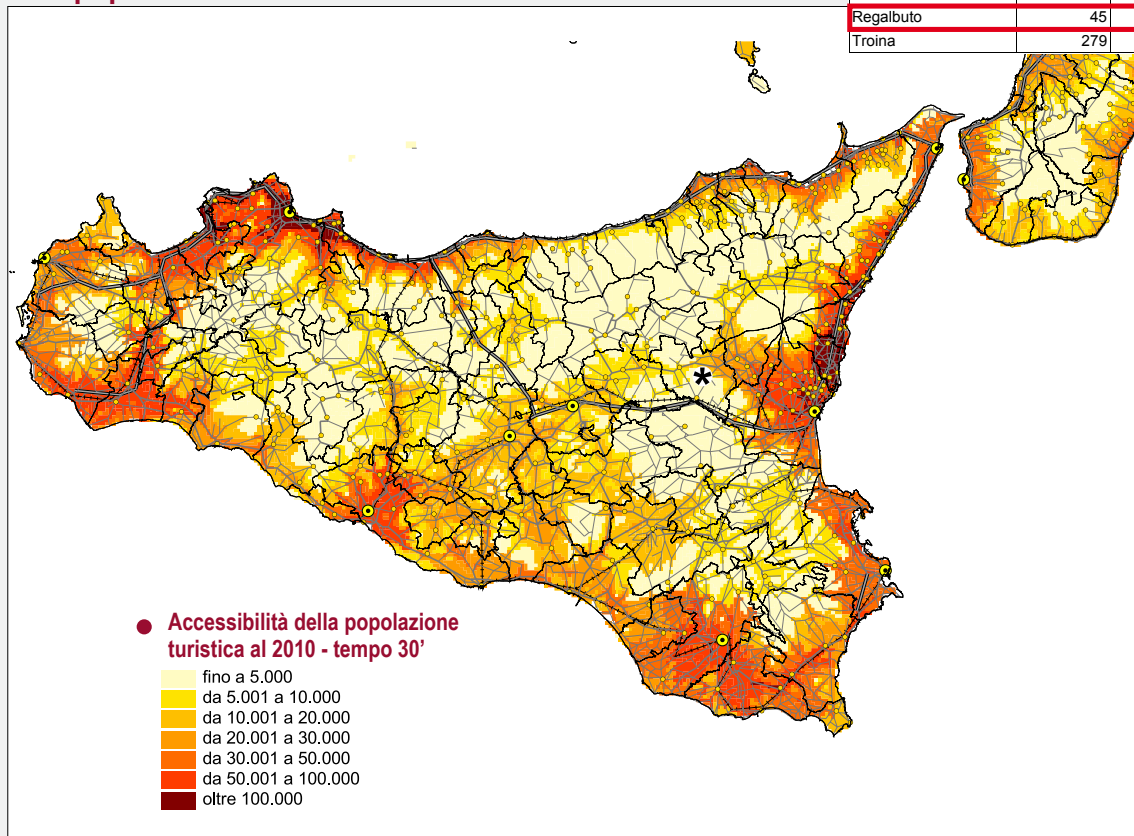 Regalbuto 45
Troina 279
*
Accessibilità della popolazione
turistica al 2010 - tempo 30'
fino a 5.000
da 5.001 a 10.000
da 10.001 a 20.000
da 20.001 a 30.000
da 30.001 a 50.000
da 50.001 a 100.000
oltre 100.000